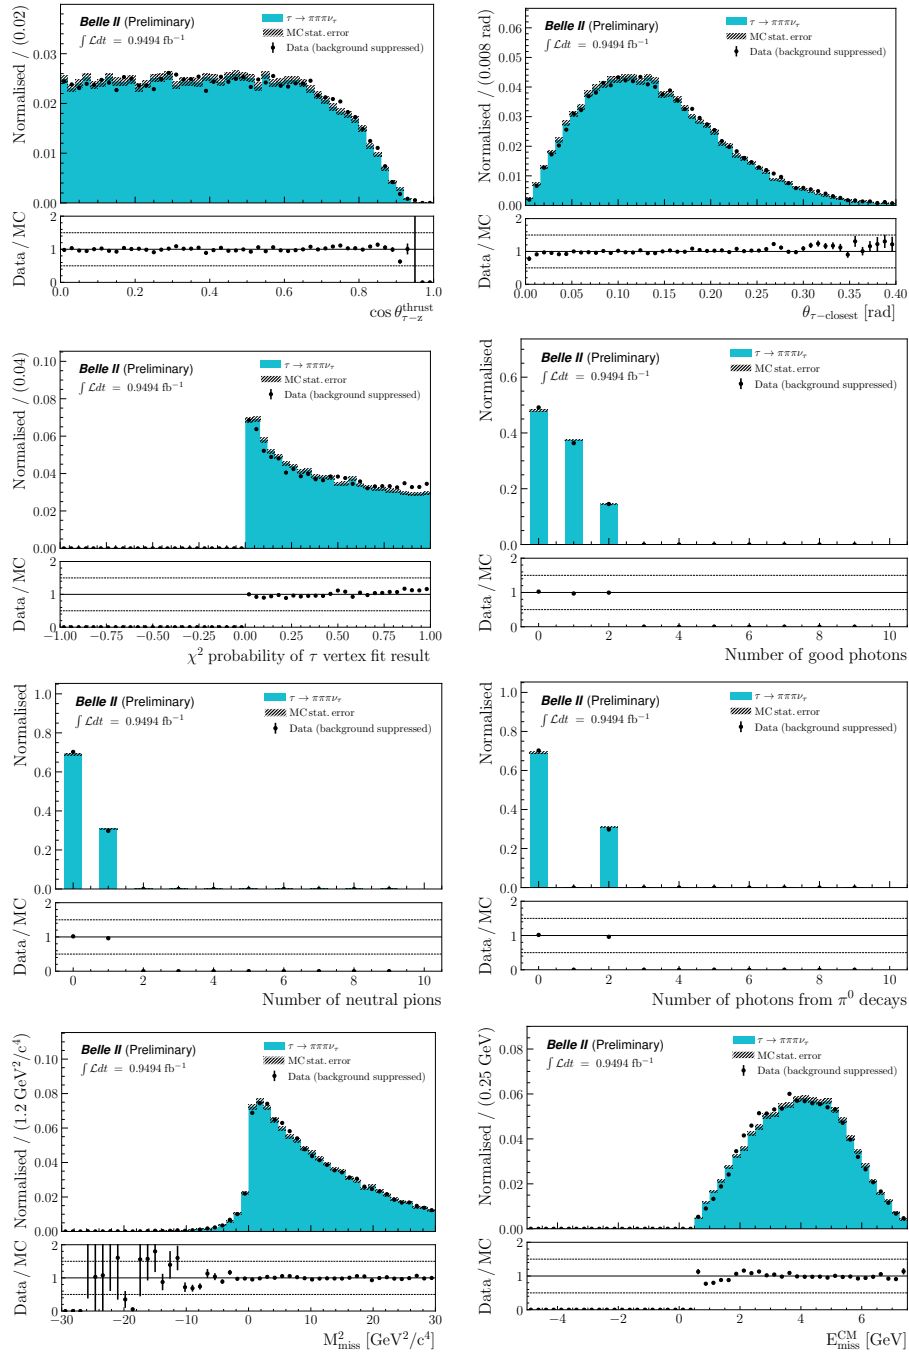 Belle II (Preliminary)
∫ℒdt = 0.9494 fb⁻¹
τ → πππν_τ
MC stat. error
Data (background suppressed)
Normalised / (0.02)
0.03
0.02
0.01
0.00
Data / MC
2
1
0
0.0 0.2 0.4 0.6 0.8 1.0
cos θ^thrust_τ−z
Belle II (Preliminary)
∫ℒdt = 0.9494 fb⁻¹
τ → πππν_τ
MC stat. error
Data (background suppressed)
Normalised / (0.008 rad)
0.06
0.04
0.02
0.00
Data / MC
2
1
0
0.00 0.05 0.10 0.15 0.20 0.25 0.30 0.35 0.40
θ_τ−closest [rad]
Belle II (Preliminary)
∫ℒdt = 0.9494 fb⁻¹
τ → πππν_τ
MC stat. error
Data (background suppressed)
Normalised / (0.04)
0.10
0.08
0.06
0.04
0.02
0.00
Data / MC
2
1
0
−1.00 −0.75 −0.50 −0.25 0.00 0.25 0.50 0.75 1.00
χ² probability of τ vertex fit result
Belle II (Preliminary)
∫ℒdt = 0.9494 fb⁻¹
τ → πππν_τ
MC stat. error
Data (background suppressed)
Normalised
0.6
0.4
0.2
0.0
Data / MC
2
1
0
0 2 4 6 8 10
Number of good photons
Belle II (Preliminary)
∫ℒdt = 0.9494 fb⁻¹
τ → πππν_τ
MC stat. error
Data (background suppressed)
Normalised
1.0
0.8
0.6
0.4
0.2
0.0
Data / MC
2
1
0
0 2 4 6 8 10
Number of neutral pions
Belle II (Preliminary)
∫ℒdt = 0.9494 fb⁻¹
τ → πππν_τ
MC stat. error
Data (background suppressed)
Normalised
1.0
0.8
0.6
0.4
0.2
0.0
Data / MC
2
1
0
0 2 4 6 8 10
Number of photons from π⁰ decays
Belle II (Preliminary)
∫ℒdt = 0.9494 fb⁻¹
τ → πππν_τ
MC stat. error
Data (background suppressed)
Normalised / (1.2 GeV²/c⁴)
0.10
0.08
0.06
0.04
0.02
0.00
Data / MC
2
1
0
−30 −20 −10 0 10 20 30
M²_miss [GeV²/c⁴]
Belle II (Preliminary)
∫ℒdt = 0.9494 fb⁻¹
τ → πππν_τ
MC stat. error
Data (background suppressed)
Normalised / (0.25 GeV)
0.08
0.06
0.04
0.02
0.00
Data / MC
2
1
0
−4 −2 0 2 4 6
E^CM_miss [GeV]